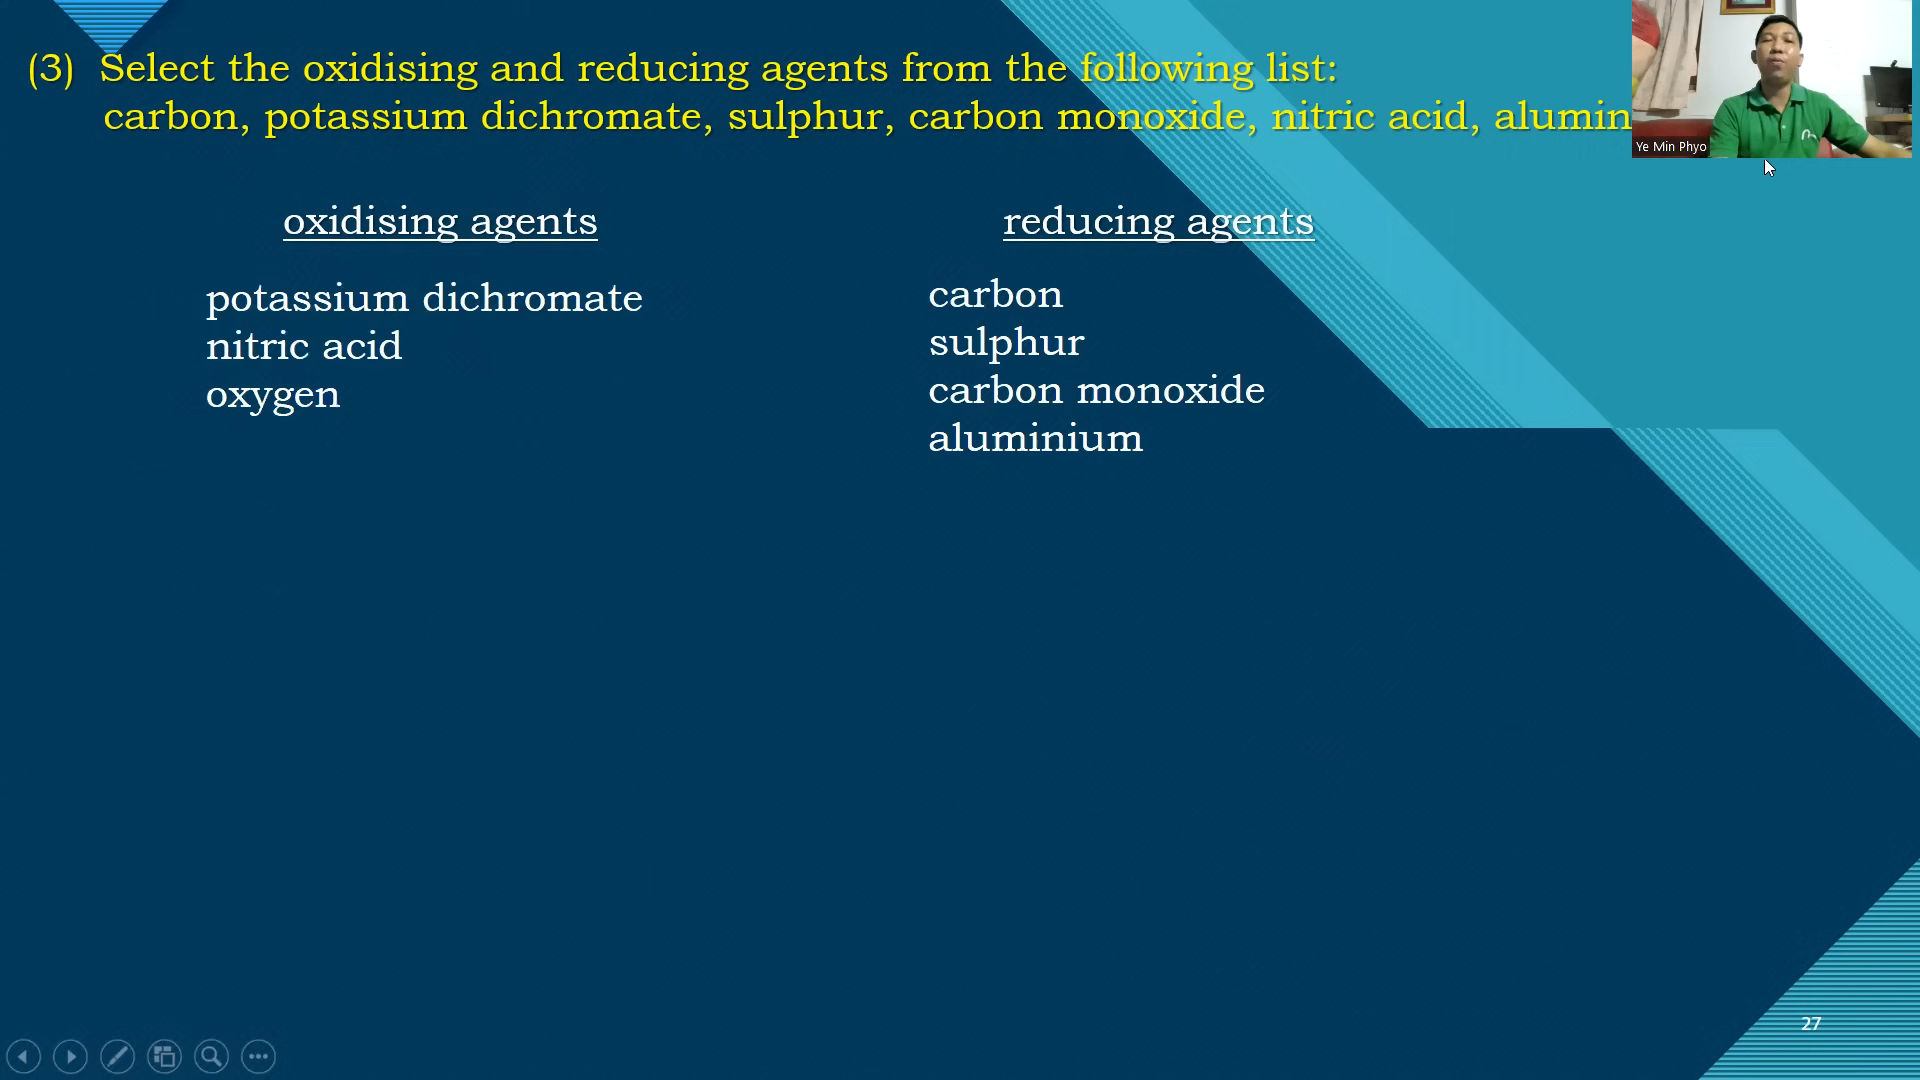 (3) Select the oxidising and reducing agents from the following list:
carbon, potassium dichromate, sulphur, carbon monoxide, nitric acid, alumin
Ye Min Phyo
oxidising agents
potassium dichromate
nitric acid
oxygen
reducing agents
carbon
sulphur
carbon monoxide
aluminium
27